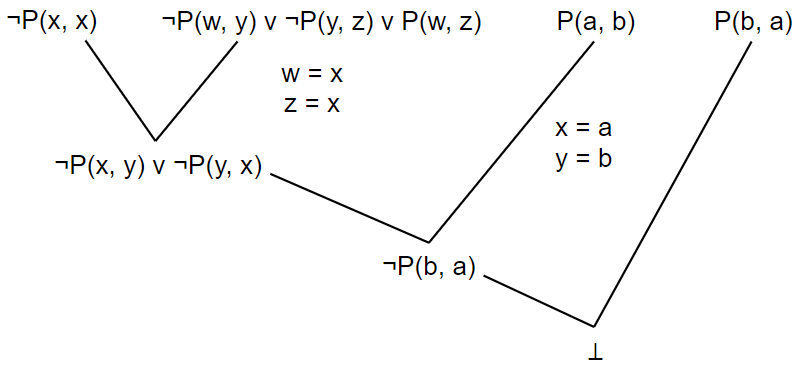 ¬P(x, x) ¬P(w, y) v ¬P(y, z) v P(w, z) P(a, b) P(b, a)
w = x
z = x
x = a
y = b
¬P(x, y) v ¬P(y, x)
¬P(b, a)
⊥